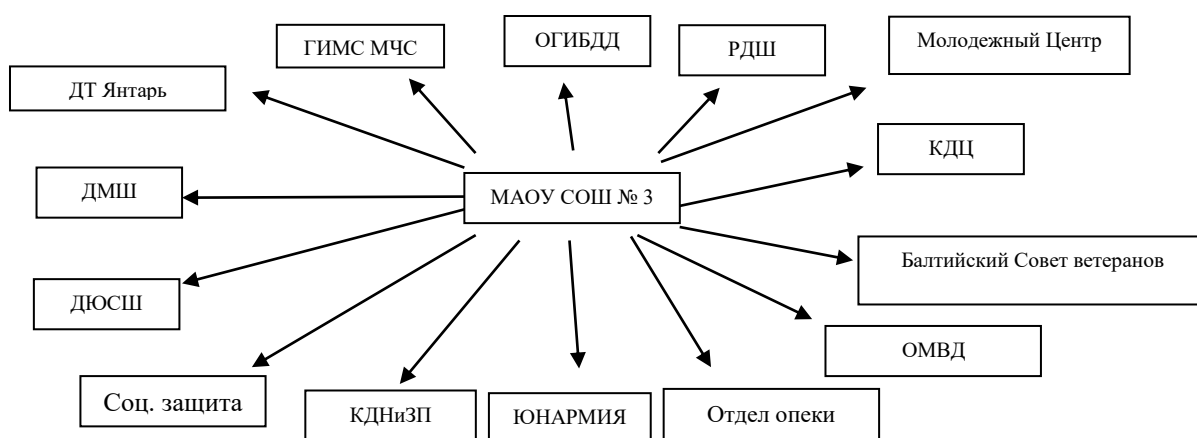 ГИМС МЧС
ОГИБДД
РДШ
Молодежный Центр
ДТ Янтарь
КДЦ
ДМШ
МАОУ СОШ № 3
Балтийский Совет ветеранов
ДЮСШ
ОМВД
Соц. защита
КДНиЗП
ЮНАРМИЯ
Отдел опеки